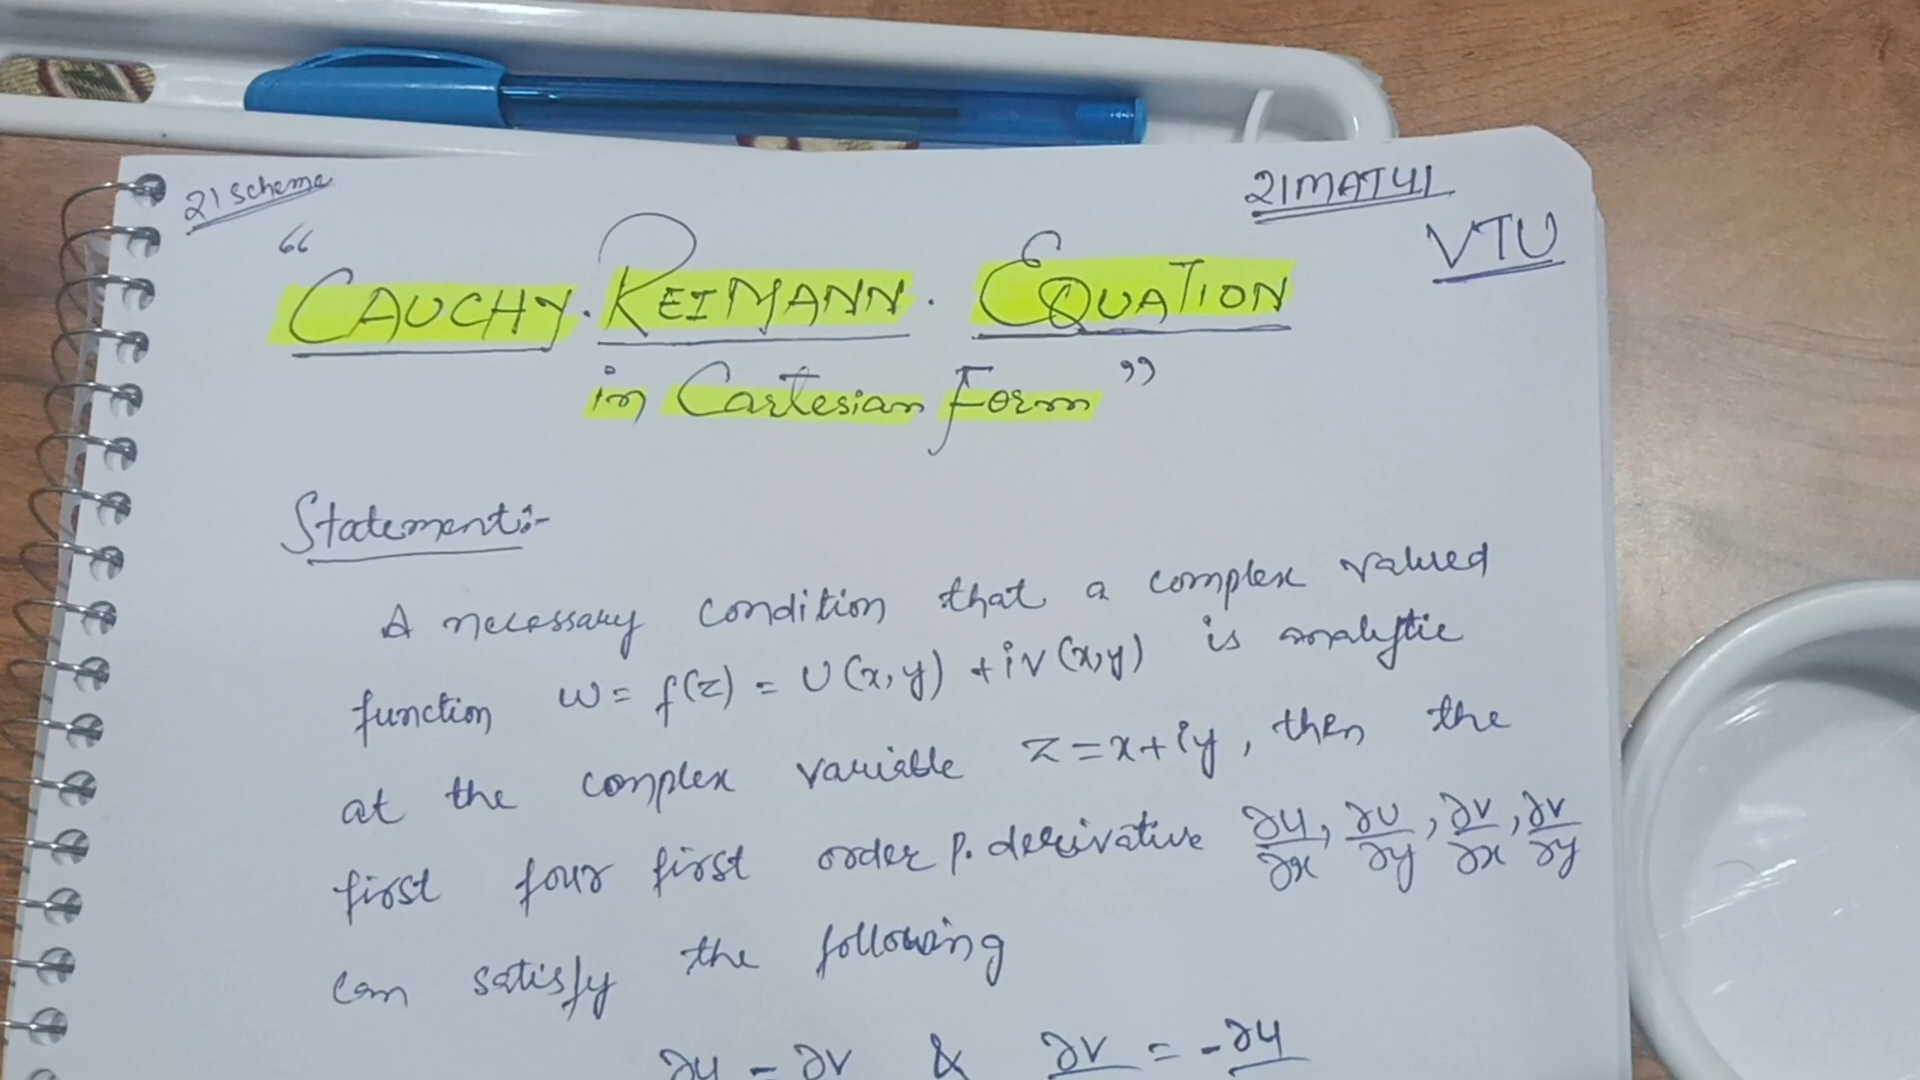 21 Scheme
21MAT41
VTU
“CAUCHY. REIMANN. EQUATION
in Cartesian Form”
Statement:-
A necessary condition that a complex valued
function w = f(z) = U(x,y) + iv(x,y) is analytic
at the complex variable z=x+iy, then the
first four first order p. derivative ∂u/∂x, ∂u/∂y, ∂v/∂x, ∂v/∂y
can satisfy the following
∂u = ∂v & ∂v = -∂u